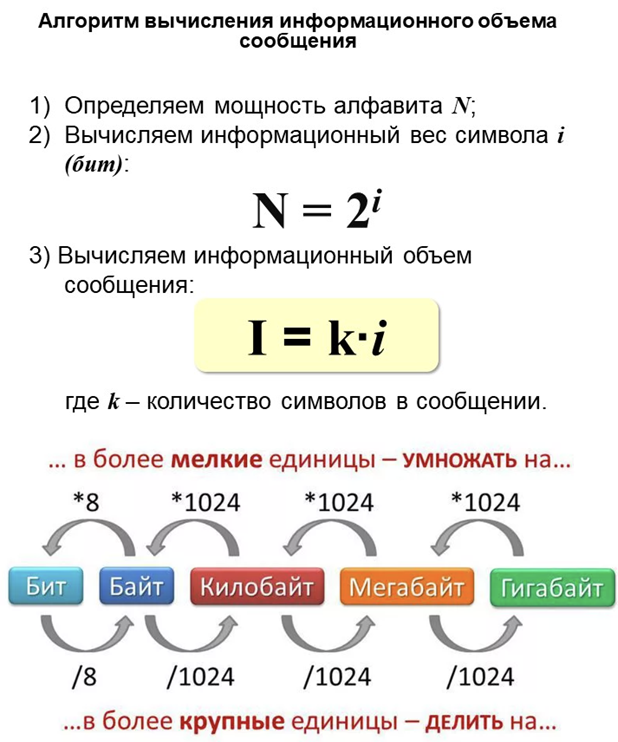 Алгоритм вычисления информационного объема
сообщения
1) Определяем мощность алфавита N;
2) Вычисляем информационный вес символа i
(бит):
N = 2ⁱ
3) Вычисляем информационный объем
сообщения:
I = k·i
где k – количество символов в сообщении.
... в более мелкие единицы – УМНОЖАТЬ на...
*8 *1024 *1024 *1024
Бит Байт Килобайт Мегабайт Гигабайт
/8 /1024 /1024 /1024
...в более крупные единицы – ДЕЛИТЬ на...